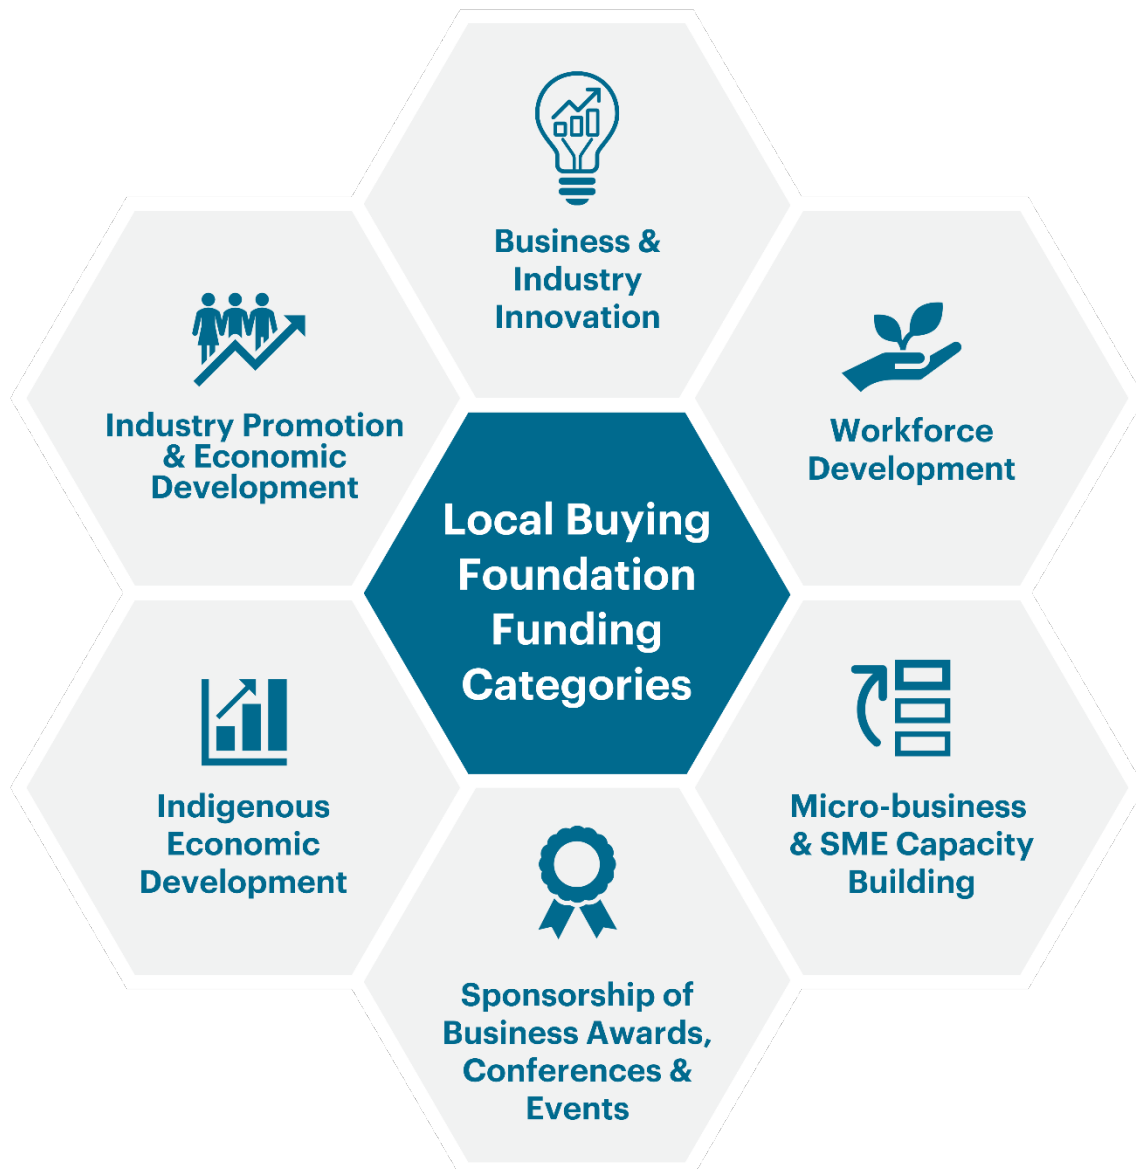 Business &
Industry
Innovation
Workforce
Development
Micro-business
& SME Capacity
Building
Sponsorship of
Business Awards,
Conferences &
Events
Indigenous
Economic
Development
Industry Promotion
& Economic
Development
Local Buying
Foundation
Funding
Categories